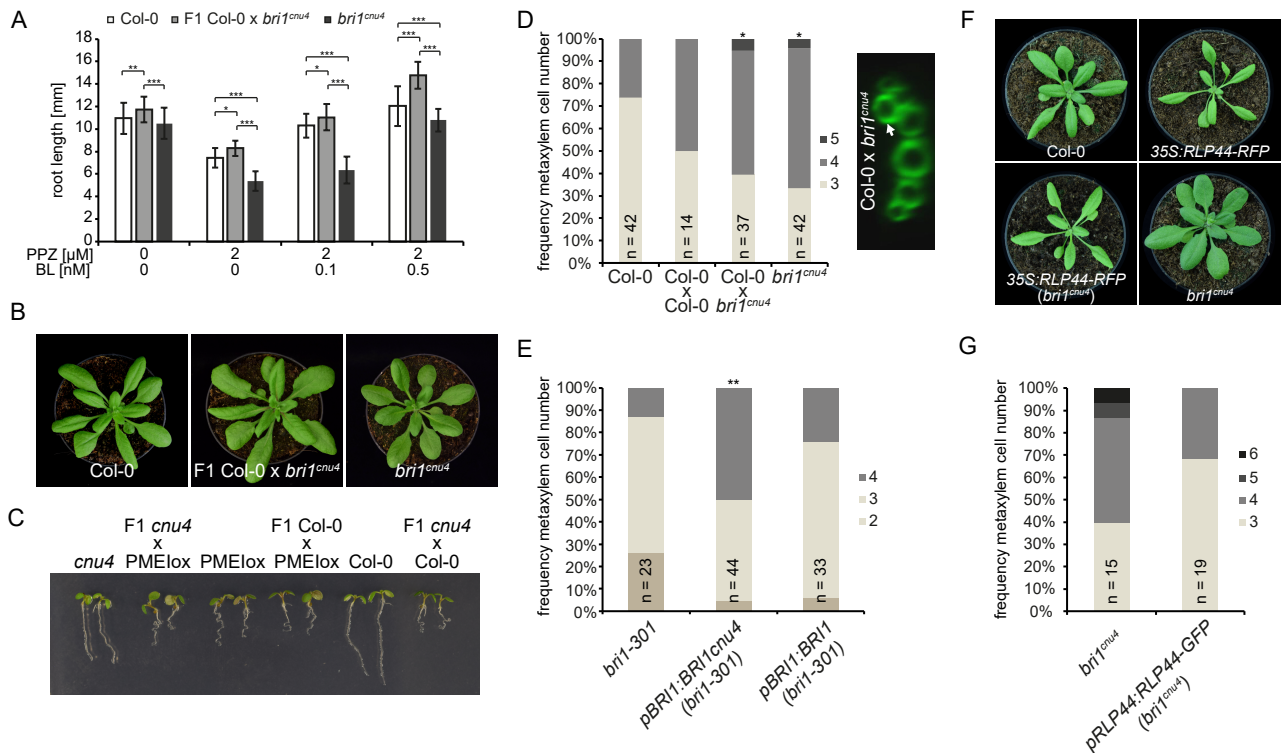 A
Col-0
F1 Col-0 x bri1cnu4
bri1cnu4
root length [mm]
18
16
14
12
10
8
6
4
2
0
**
***
***
*
***
***
*
***
***
***
***
PPZ [µM] 0 2 2 2
BL [nM] 0 0 0.1 0.5
B
Col-0
F1 Col-0 x bri1cnu4
bri1cnu4
C
cnu4
F1 cnu4
x
PMEIox
PMEIox
F1 Col-0
x
PMEIox
Col-0
F1 cnu4
x
Col-0
D
frequency metaxylem cell number
100%
90%
80%
70%
60%
50%
40%
30%
20%
10%
0%
*
*
n = 42
n = 14
n = 37
n = 42
5
4
3
Col-0
Col-0
x
Col-0
Col-0
x
bri1cnu4
bri1cnu4
Col-0 x bri1cnu4
E
frequency metaxylem cell number
100%
90%
80%
70%
60%
50%
40%
30%
20%
10%
0%
**
n = 23
n = 44
n = 33
4
3
2
bri1-301
pBRI1:BRI1cnu4
(bri1-301)
pBRI1:BRI1
(bri1-301)
F
Col-0
35S:RLP44-RFP
35S:RLP44-RFP
(bri1cnu4)
bri1cnu4
G
frequency metaxylem cell number
100%
90%
80%
70%
60%
50%
40%
30%
20%
10%
0%
n = 15
n = 19
6
5
4
3
bri1cnu4
pRLP44:RLP44-GFP
(bri1cnu4)